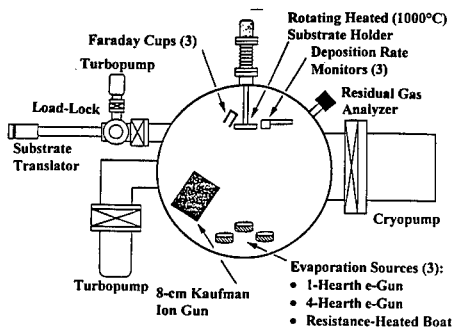 Rotating Heated (1000°C)
Substrate Holder
Faraday Cups (3)
Deposition Rate
Monitors (3)
Turbopump
Residual Gas
Analyzer
Load-Lock
Substrate
Translator
Cryopump
Turbopump
8-cm Kaufman
Ion Gun
Evaporation Sources (3):
• 1-Hearth e-Gun
• 4-Hearth e-Gun
• Resistance-Heated Boat